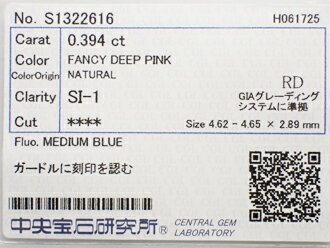 No. S1322616 H061725
Carat 0.394 ct
Color FANCY DEEP PINK
ColorOrigin NATURAL
RD
Clarity SI-1 GIAグレーディング
システムに準拠
Cut **** Size 4.62 - 4.65 × 2.89 mm
Fluo. MEDIUM BLUE
ガードルに刻印を認む
中央宝石研究所® CENTRAL GEM
LABORATORY